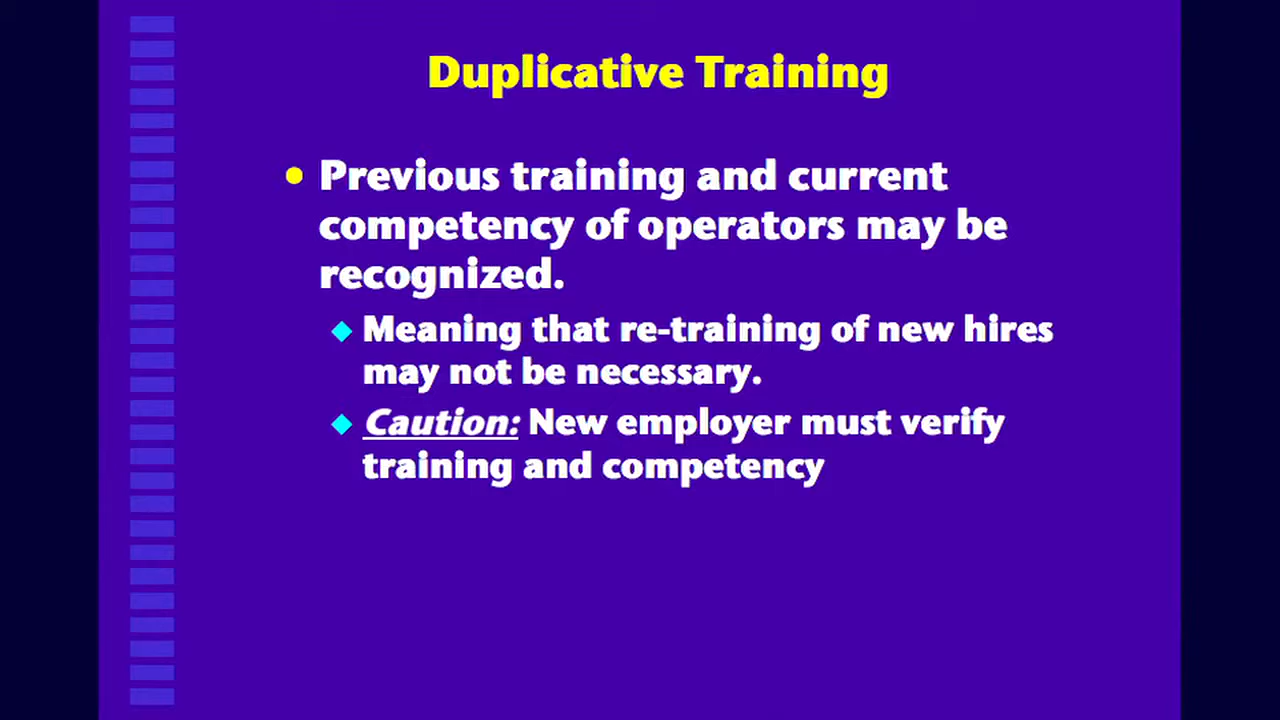 Duplicative Training
Previous training and current
competency of operators may be
recognized.
Meaning that re-training of new hires
may not be necessary.
Caution: New employer must verify
training and competency